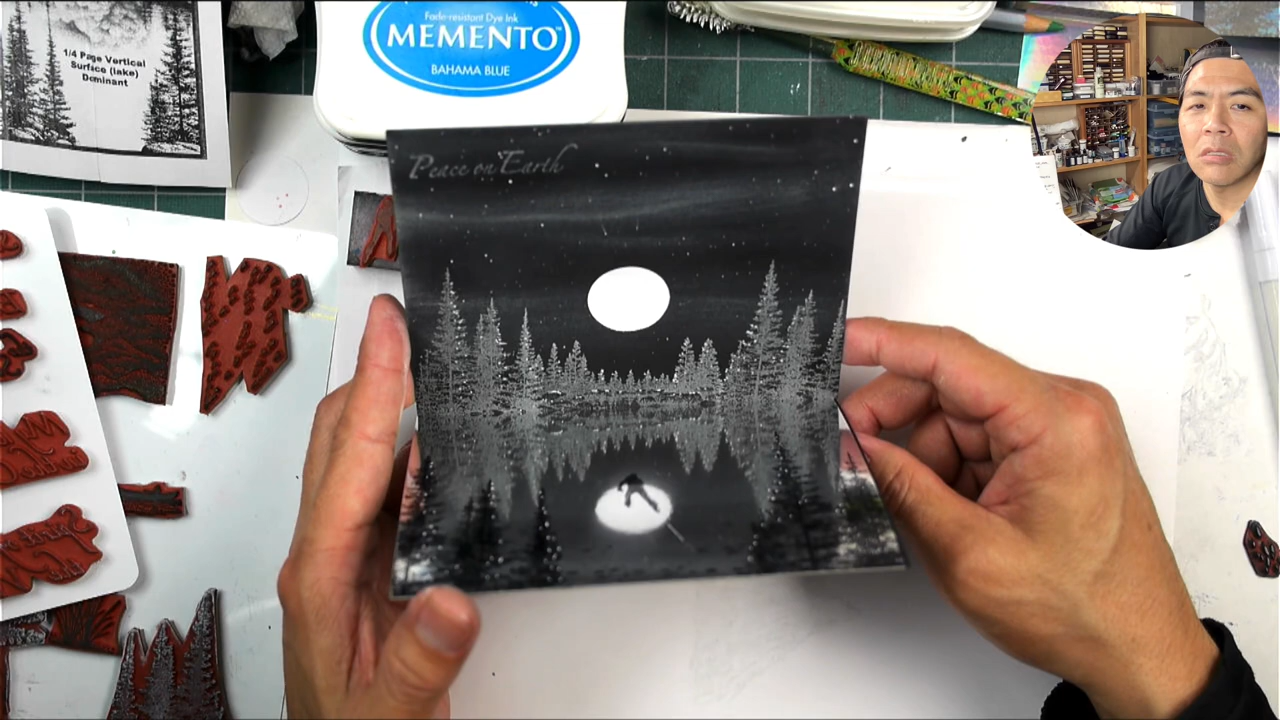 Fade-resistant Dye Ink
MEMENTO
BAHAMA BLUE
1/4 Page Vertical
Surface (lake)
Dominant
Peace on Earth